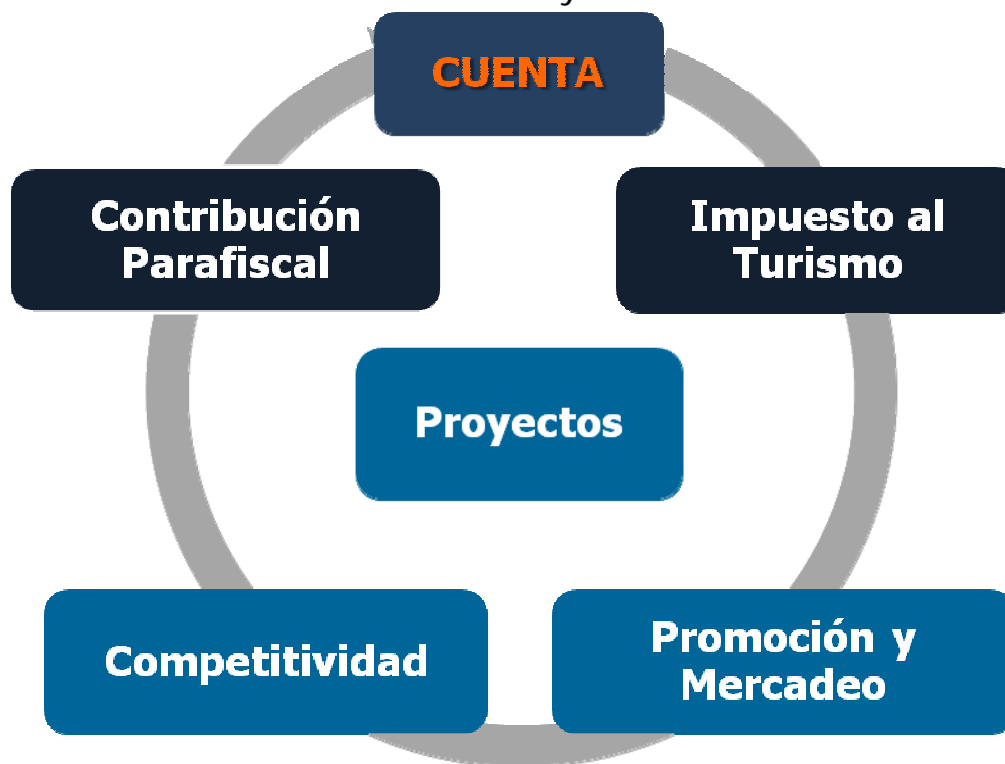 CUENTA
Contribución
Parafiscal
Impuesto al
Turismo
Proyectos
Competitividad
Promoción y
Mercadeo